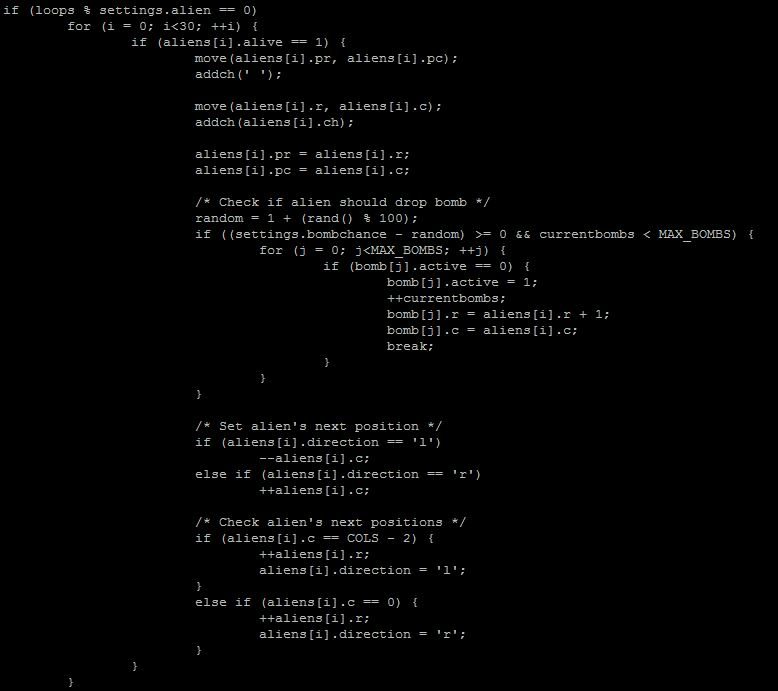 if (loops % settings.alien == 0)
        for (i = 0; i<30; ++i) {
                if (aliens[i].alive == 1) {
                        move(aliens[i].pr, aliens[i].pc);
                        addch(' ');

                        move(aliens[i].r, aliens[i].c);
                        addch(aliens[i].ch);

                        aliens[i].pr = aliens[i].r;
                        aliens[i].pc = aliens[i].c;

                        /* Check if alien should drop bomb */
                        random = 1 + (rand() % 100);
                        if ((settings.bombchance - random) >= 0 && currentbombs < MAX_BOMBS) {
                                for (j = 0; j<MAX_BOMBS; ++j) {
                                        if (bomb[j].active == 0) {
                                                bomb[j].active = 1;
                                                ++currentbombs;
                                                bomb[j].r = aliens[i].r + 1;
                                                bomb[j].c = aliens[i].c;
                                                break;
                                        }
                                }
                        }

                        /* Set alien's next position */
                        if (aliens[i].direction == 'l')
                                --aliens[i].c;
                        else if (aliens[i].direction == 'r')
                                ++aliens[i].c;

                        /* Check alien's next positions */
                        if (aliens[i].c == COLS - 2) {
                                ++aliens[i].r;
                                aliens[i].direction = 'l';
                        }
                        else if (aliens[i].c == 0) {
                                ++aliens[i].r;
                                aliens[i].direction = 'r';
                        }
                }
        }